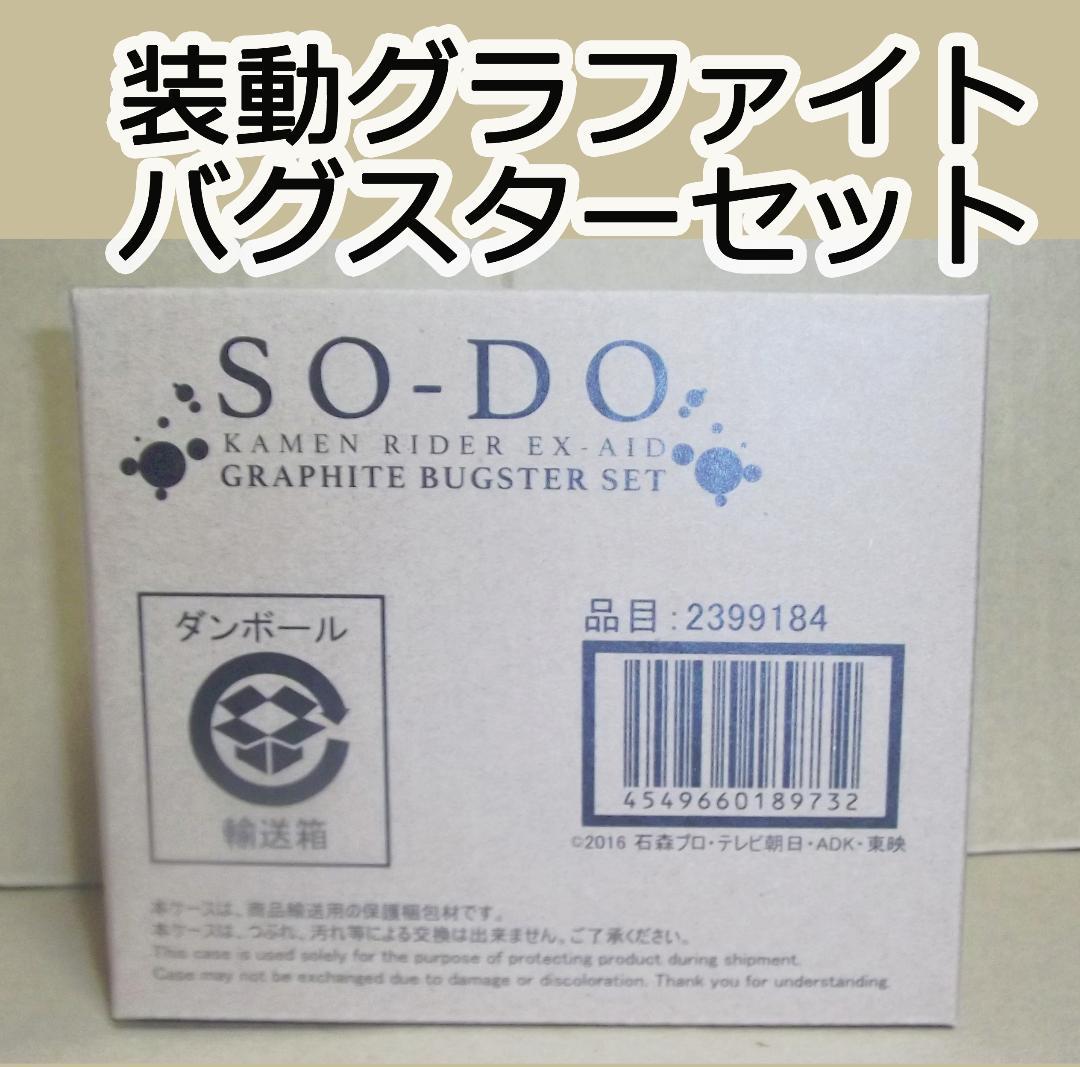 装動グラファイト
バグスターセット
SO-DO
KAMEN RIDER EX-AID
GRAPHITE BUGSTER SET
ダンボール
輸送箱
品目:2399184
4549660189732
©2016 石森プロ・テレビ朝日・ADK・東映
本ケースは、商品輸送用の保護梱包材です。
本ケースは、つぶれ、汚れ等による交換は出来ません。ご了承ください。
This case is used solely for the purpose of protecting product during shipment.
Case may not be exchanged due to damage or discoloration. Thank you for understanding.